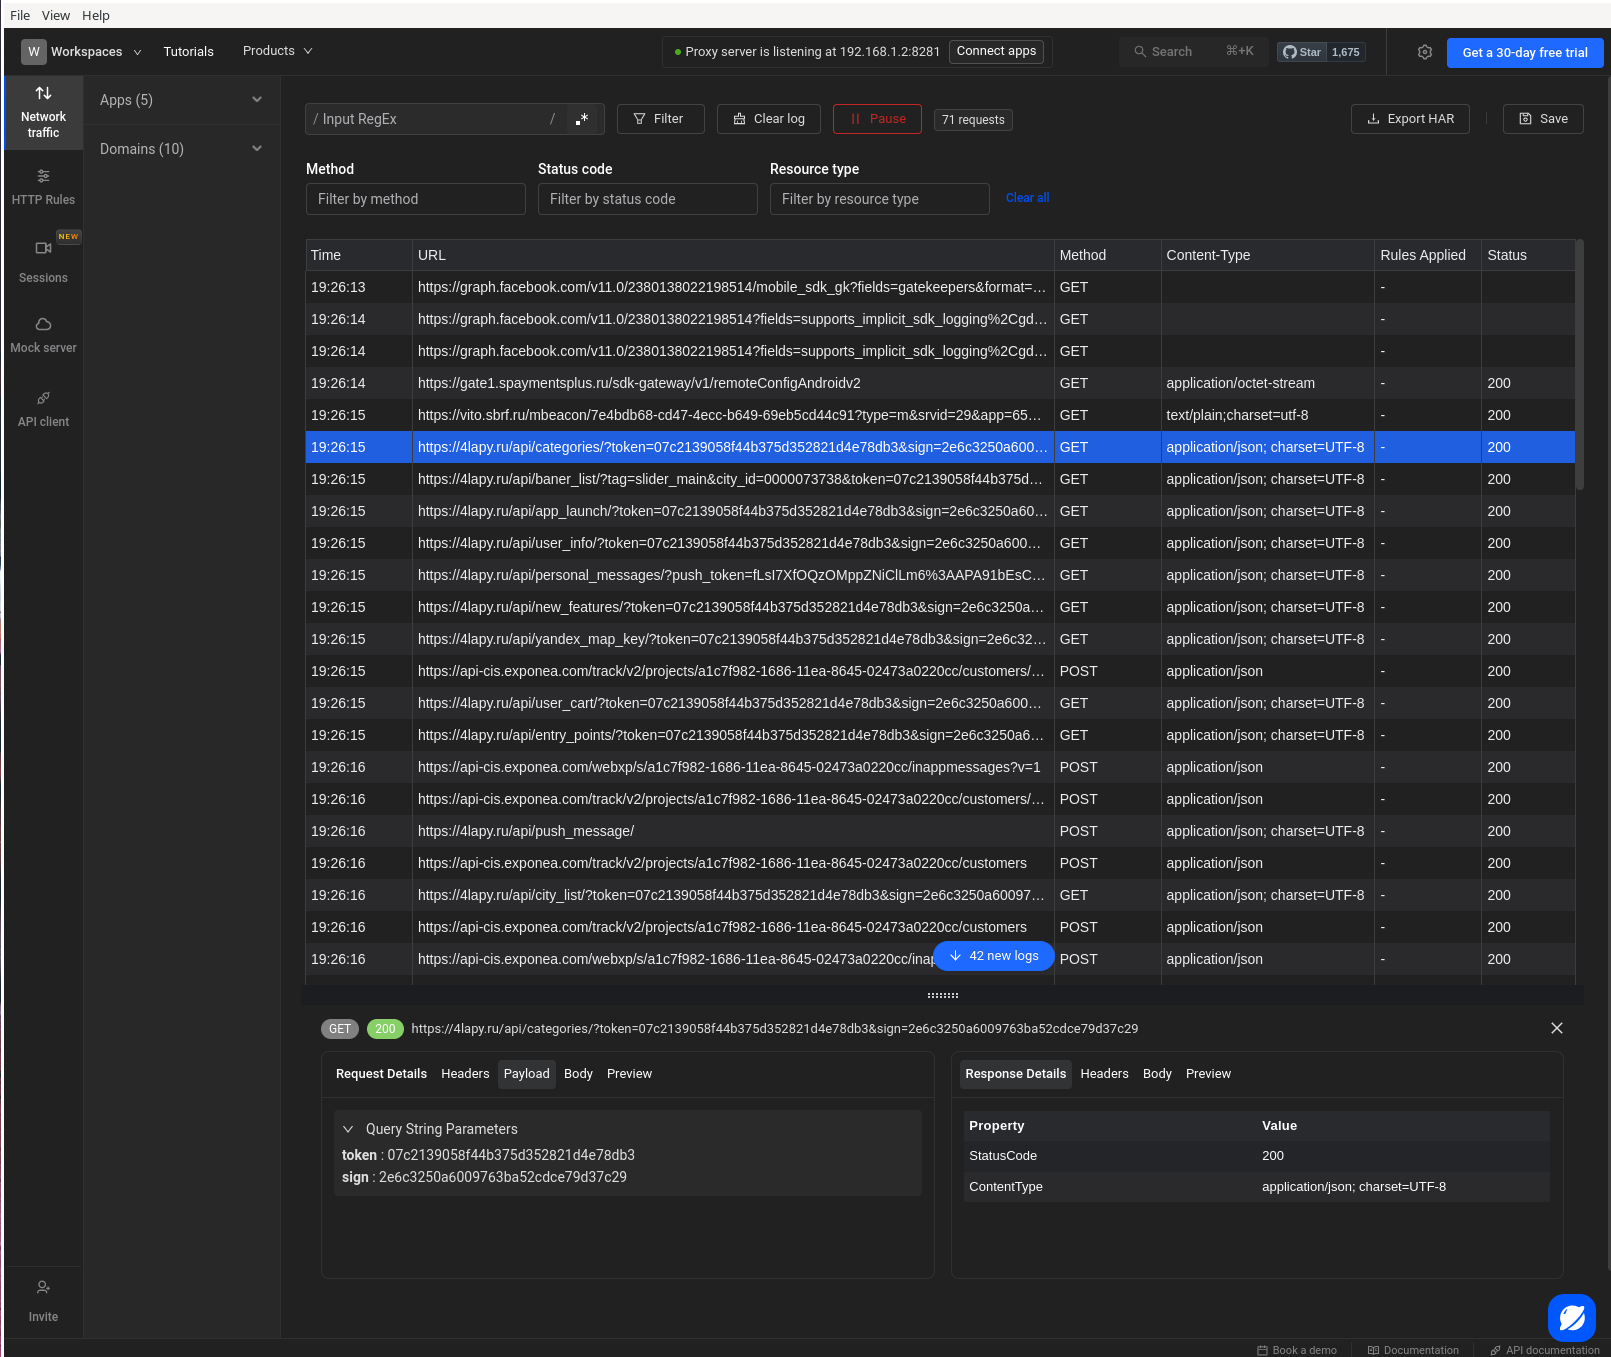 File View Help
W Workspaces Tutorials Products Proxy server is listening at 192.168.1.2:8281 Connect apps Search ⌘+K Star 1,675 Get a 30-day free trial
Network traffic
HTTP Rules
NEW
Sessions
Mock server
API client
Invite
Apps (5)
Domains (10)
/ Input RegEx / .* Filter Clear log Pause 71 requests Export HAR Save
Method Status code Resource type
Filter by method Filter by status code Filter by resource type Clear all
Time URL Method Content-Type Rules Applied Status
19:26:13 https://graph.facebook.com/v11.0/2380138022198514/mobile_sdk_gk?fields=gatekeepers&format=... GET -
19:26:14 https://graph.facebook.com/v11.0/2380138022198514?fields=supports_implicit_sdk_logging%2Cgd... GET -
19:26:14 https://graph.facebook.com/v11.0/2380138022198514?fields=supports_implicit_sdk_logging%2Cgd... GET -
19:26:14 https://gate1.spaymentsplus.ru/sdk-gateway/v1/remoteConfigAndroidv2 GET application/octet-stream - 200
19:26:15 https://vito.sbrf.ru/mbeacon/7e4bdb68-cd47-4ecc-b649-69eb5cd44c91?type=m&srvid=29&app=65... GET text/plain;charset=utf-8 - 200
19:26:15 https://4lapy.ru/api/categories/?token=07c2139058f44b375d352821d4e78db3&sign=2e6c3250a600... GET application/json; charset=UTF-8 - 200
19:26:15 https://4lapy.ru/api/baner_list/?tag=slider_main&city_id=0000073738&token=07c2139058f44b375d... GET application/json; charset=UTF-8 - 200
19:26:15 https://4lapy.ru/api/app_launch/?token=07c2139058f44b375d352821d4e78db3&sign=2e6c3250a60... GET application/json; charset=UTF-8 - 200
19:26:15 https://4lapy.ru/api/user_info/?token=07c2139058f44b375d352821d4e78db3&sign=2e6c3250a600... GET application/json; charset=UTF-8 - 200
19:26:15 https://4lapy.ru/api/personal_messages/?push_token=fLsI7XfOQzOMppZNiClLm6%3AAPA91bEsC... GET application/json; charset=UTF-8 - 200
19:26:15 https://4lapy.ru/api/new_features/?token=07c2139058f44b375d352821d4e78db3&sign=2e6c3250a... GET application/json; charset=UTF-8 - 200
19:26:15 https://4lapy.ru/api/yandex_map_key/?token=07c2139058f44b375d352821d4e78db3&sign=2e6c32... GET application/json; charset=UTF-8 - 200
19:26:15 https://api-cis.exponea.com/track/v2/projects/a1c7f982-1686-11ea-8645-02473a0220cc/customers/... POST application/json - 200
19:26:15 https://4lapy.ru/api/user_cart/?token=07c2139058f44b375d352821d4e78db3&sign=2e6c3250a600... GET application/json; charset=UTF-8 - 200
19:26:15 https://4lapy.ru/api/entry_points/?token=07c2139058f44b375d352821d4e78db3&sign=2e6c3250a6... GET application/json; charset=UTF-8 - 200
19:26:16 https://api-cis.exponea.com/webxp/s/a1c7f982-1686-11ea-8645-02473a0220cc/inappmessages?v=1 POST application/json - 200
19:26:16 https://api-cis.exponea.com/track/v2/projects/a1c7f982-1686-11ea-8645-02473a0220cc/customers/... POST application/json - 200
19:26:16 https://4lapy.ru/api/push_message/ POST application/json; charset=UTF-8 - 200
19:26:16 https://api-cis.exponea.com/track/v2/projects/a1c7f982-1686-11ea-8645-02473a0220cc/customers POST application/json - 200
19:26:16 https://4lapy.ru/api/city_list/?token=07c2139058f44b375d352821d4e78db3&sign=2e6c3250a60097... GET application/json; charset=UTF-8 - 200
19:26:16 https://api-cis.exponea.com/track/v2/projects/a1c7f982-1686-11ea-8645-02473a0220cc/customers POST application/json - 200
19:26:16 https://api-cis.exponea.com/webxp/s/a1c7f982-1686-11ea-8645-02473a0220cc/inap 42 new logs POST application/json - 200
GET 200 https://4lapy.ru/api/categories/?token=07c2139058f44b375d352821d4e78db3&sign=2e6c3250a6009763ba52cdce79d37c29
Request Details Headers Payload Body Preview
Query String Parameters
token : 07c2139058f44b375d352821d4e78db3
sign : 2e6c3250a6009763ba52cdce79d37c29
Response Details Headers Body Preview
Property Value
StatusCode 200
ContentType application/json; charset=UTF-8
Book a demo Documentation API documentation